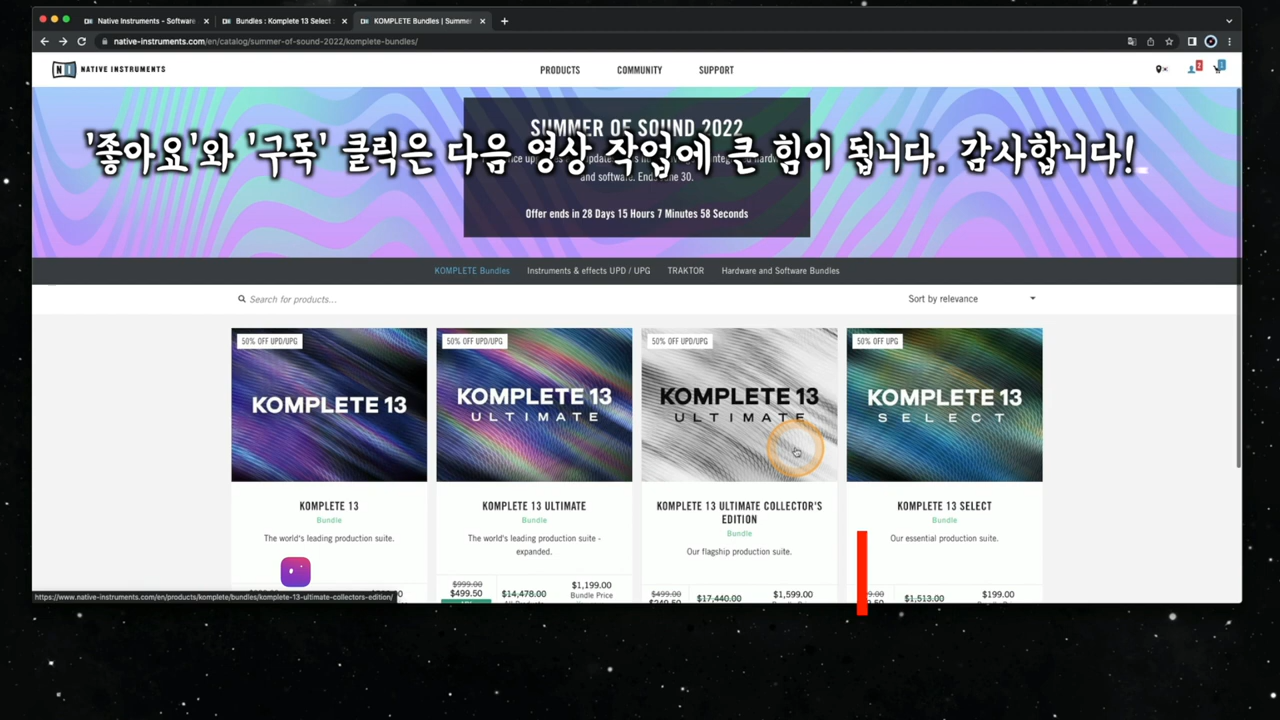 Native Instruments - Software
Bundles : Komplete 13 Select
KOMPLETE Bundles | Summer
native-instruments.com/en/catalog/summer-of-sound-2022/komplete-bundles/
NATIVE INSTRUMENTS
PRODUCTS
COMMUNITY
SUPPORT
2
1
SUMMER OF SOUND 2022
'좋아요'와 '구독' 클릭은 다음 영상 작업에 큰 힘이 됩니다. 감사합니다!
and software. Ends June 30.
Offer ends in 28 Days 15 Hours 7 Minutes 58 Seconds
KOMPLETE Bundles
Instruments & effects UPD / UPG
TRAKTOR
Hardware and Software Bundles
Search for products...
Sort by relevance
50% OFF UPD/UPG
KOMPLETE 13
KOMPLETE 13
Bundle
The world's leading production suite.
50% OFF UPD/UPG
KOMPLETE 13
ULTIMATE
KOMPLETE 13 ULTIMATE
Bundle
The world's leading production suite -
expanded.
$999.00
$499.50
$14,478.00
$1,199.00
Bundle Price
50% OFF UPD/UPG
KOMPLETE 13
ULTIMATE
KOMPLETE 13 ULTIMATE COLLECTOR'S
EDITION
Bundle
Our flagship production suite.
$499.00
$17,440.00
$1,599.00
50% OFF UPG
KOMPLETE 13
SELECT
KOMPLETE 13 SELECT
Bundle
Our essential production suite.
$1,513.00
$199.00
https://www.native-instruments.com/en/products/komplete/bundles/komplete-13-ultimate-collectors-edition/